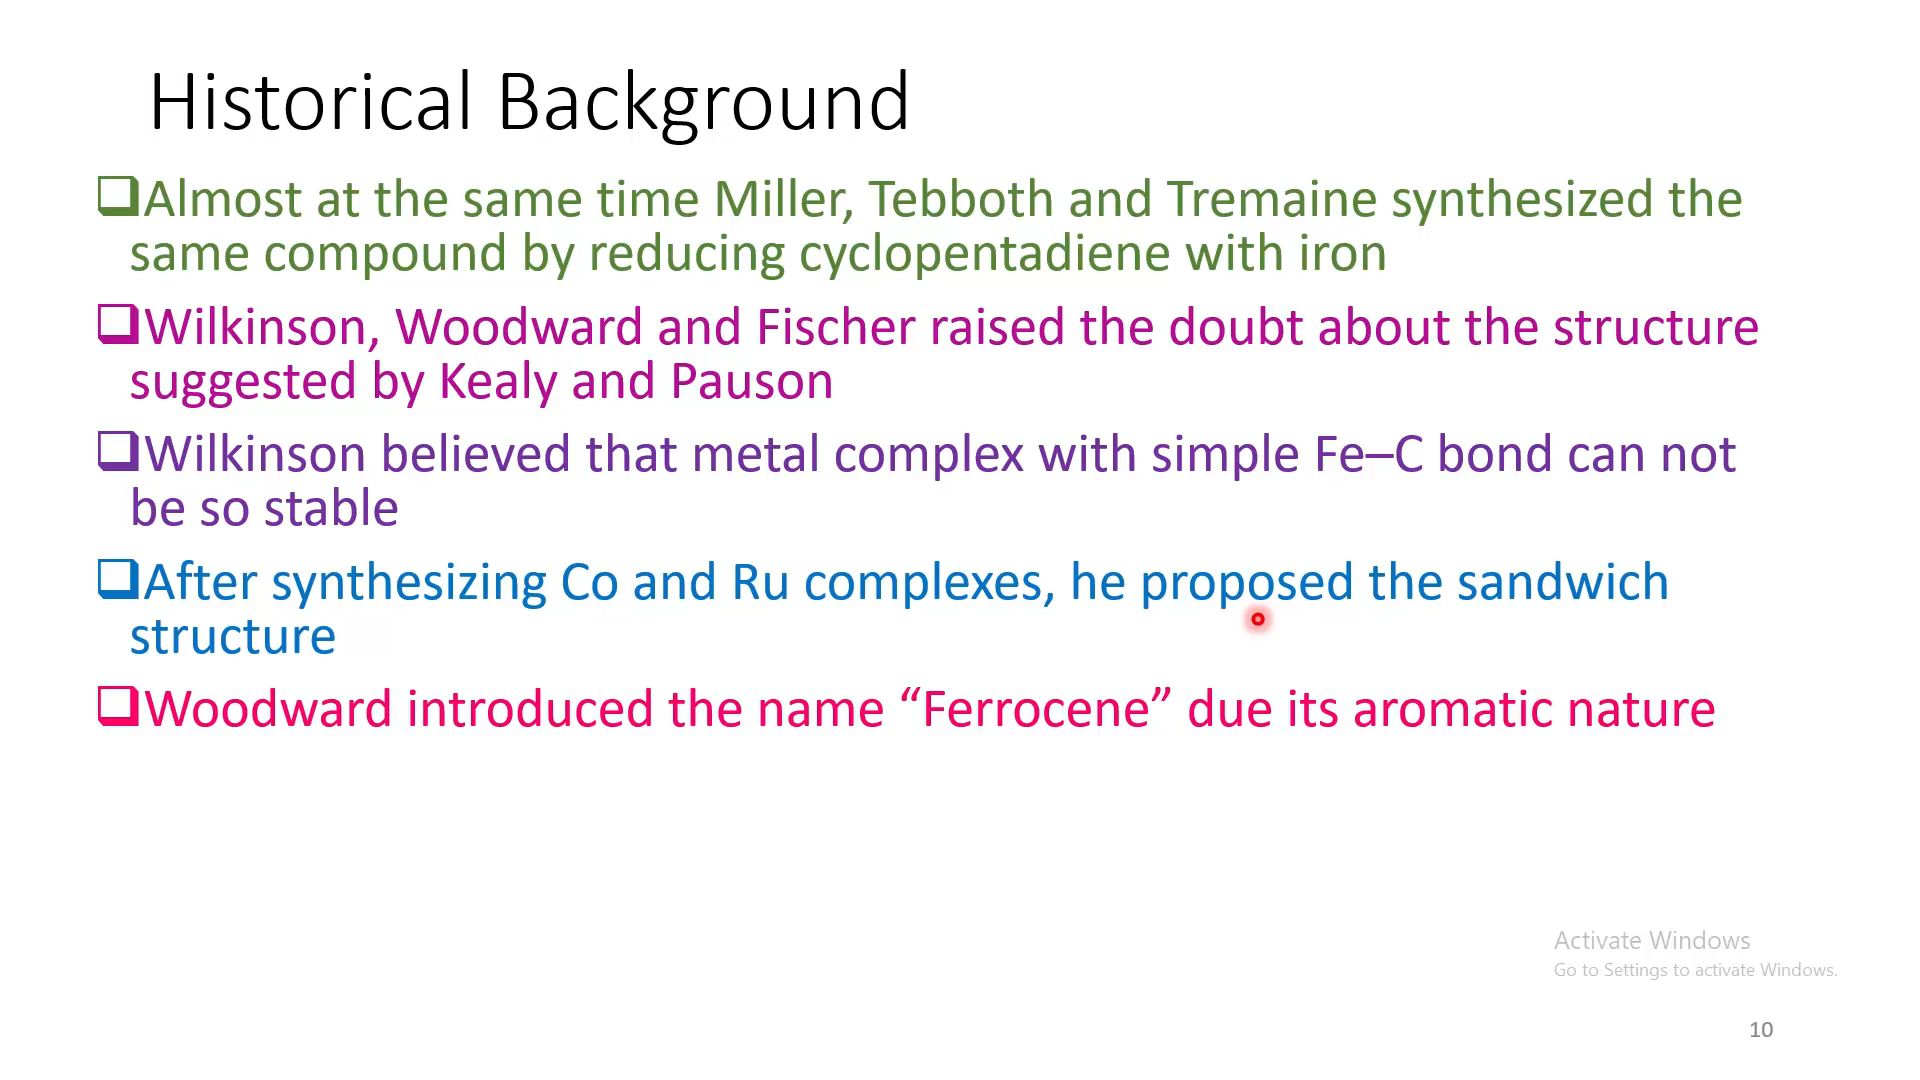 Historical Background
Almost at the same time Miller, Tebboth and Tremaine synthesized the
same compound by reducing cyclopentadiene with iron
Wilkinson, Woodward and Fischer raised the doubt about the structure
suggested by Kealy and Pauson
Wilkinson believed that metal complex with simple Fe–C bond can not
be so stable
After synthesizing Co and Ru complexes, he proposed the sandwich
structure
Woodward introduced the name “Ferrocene” due its aromatic nature
Activate Windows
Go to Settings to activate Windows.
10